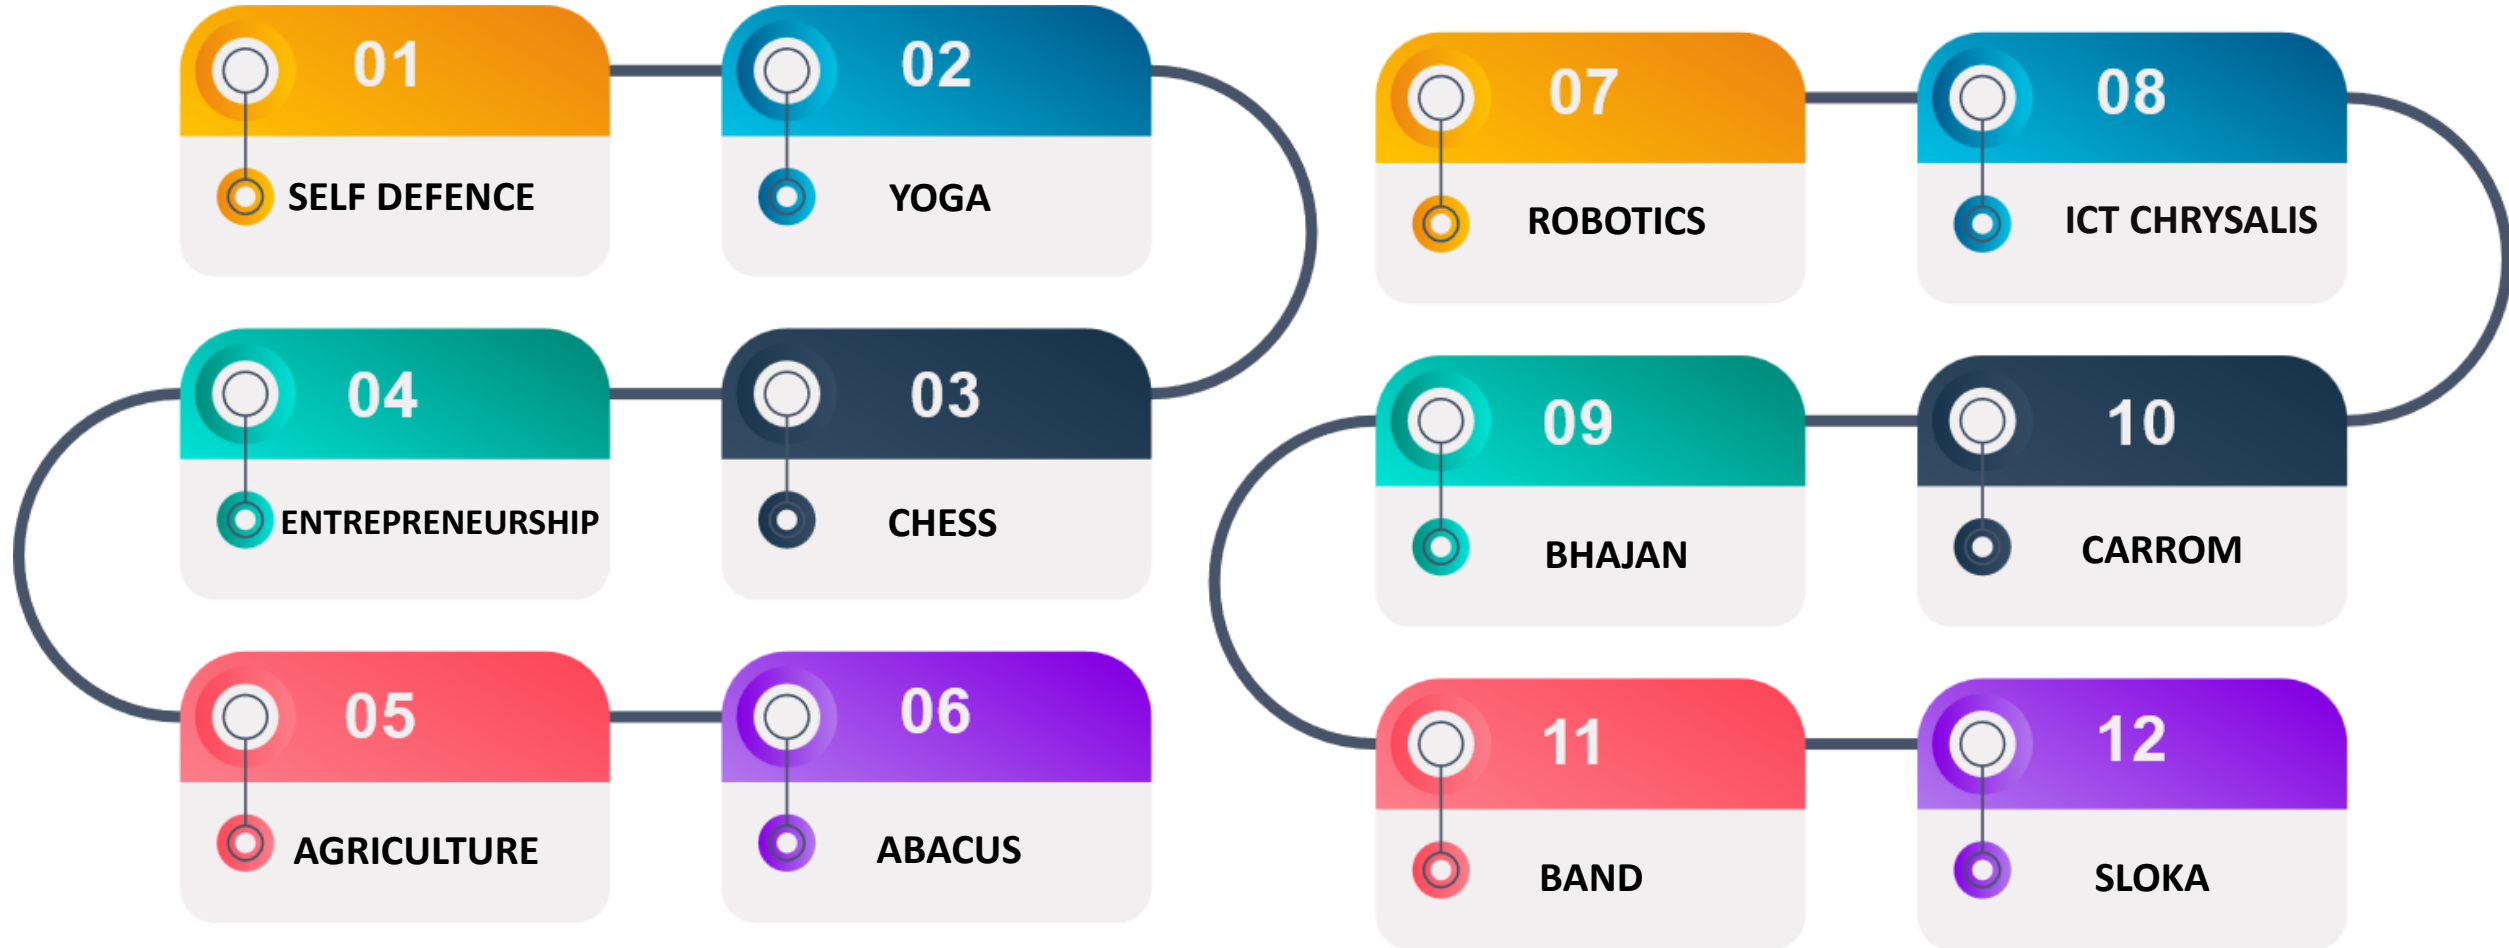 01
SELF DEFENCE
02
YOGA
03
CHESS
04
ENTREPRENEURSHIP
05
AGRICULTURE
06
ABACUS
07
ROBOTICS
08
ICT CHRYSALIS
09
BHAJAN
10
CARROM
11
BAND
12
SLOKA